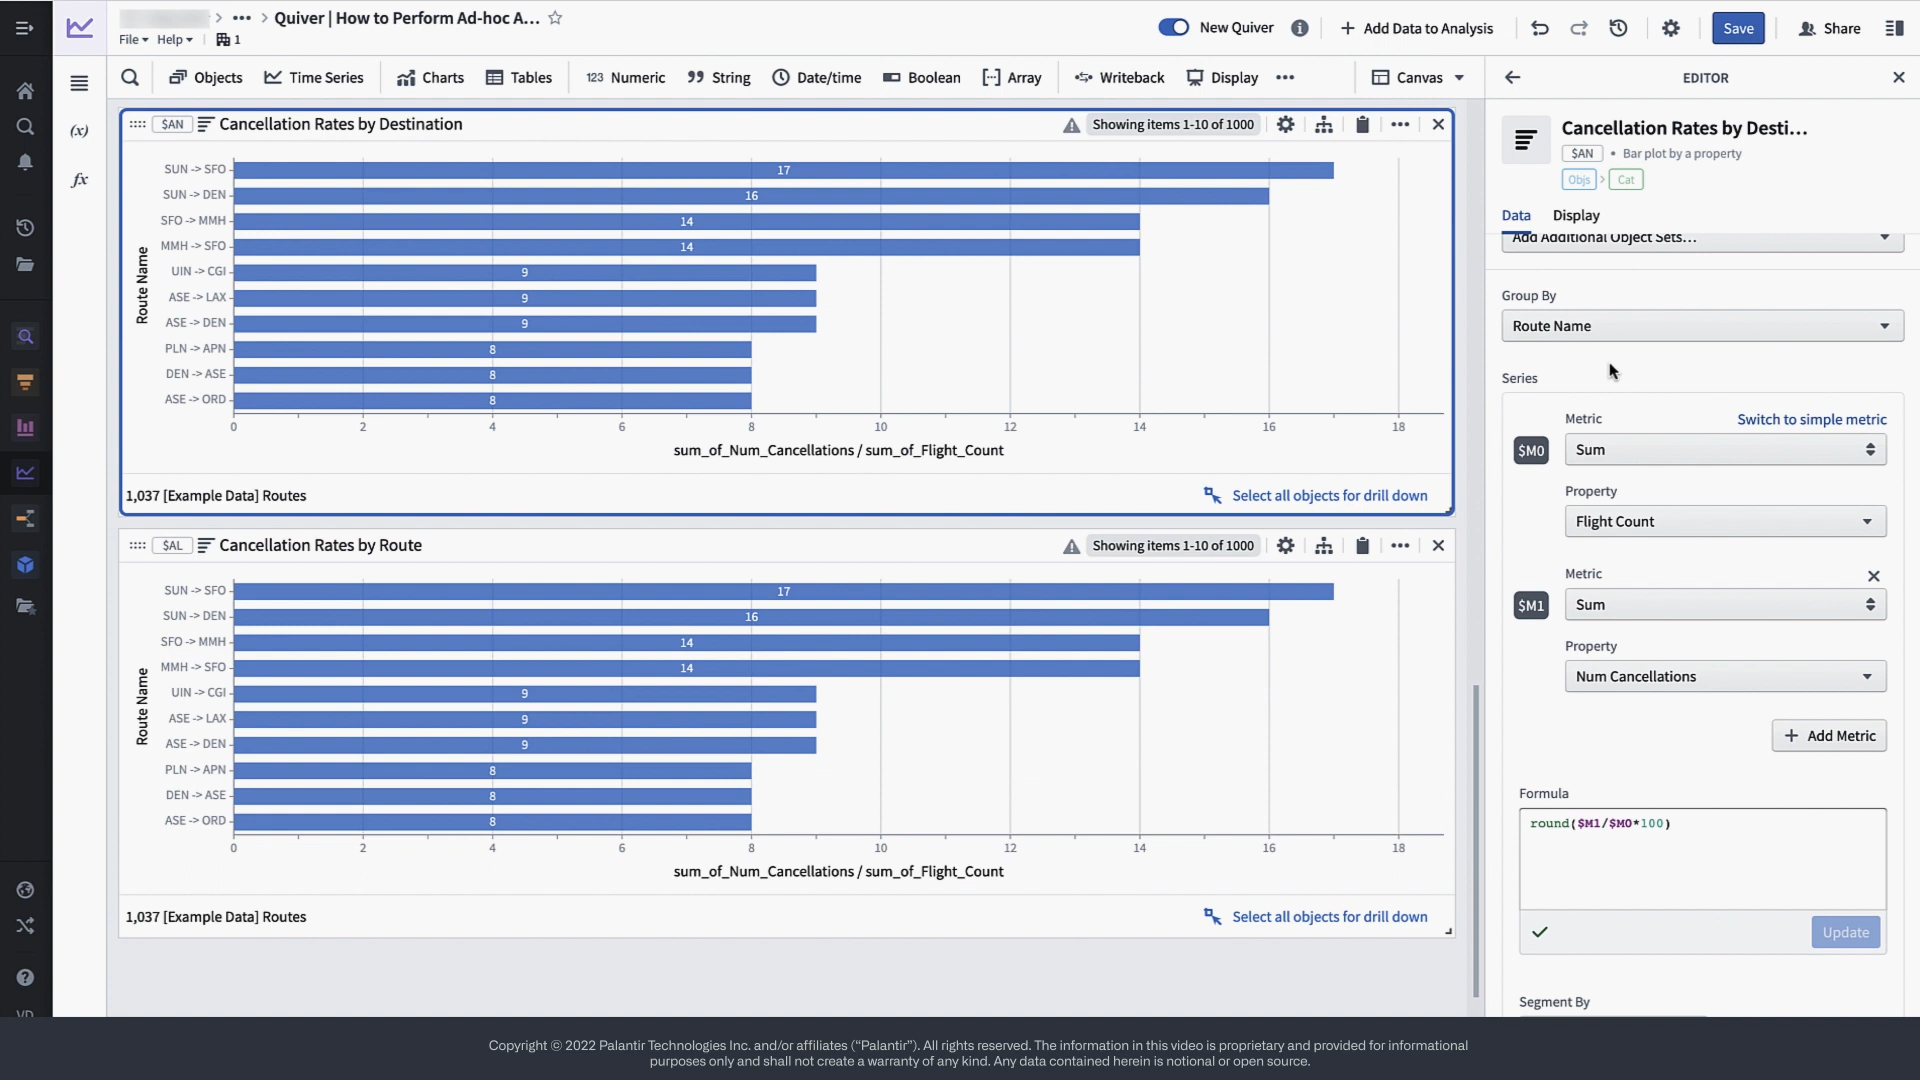 Quiver | How to Perform Ad-hoc A...
File Help 1
New Quiver
Add Data to Analysis
Save
Share
Objects Time Series Charts Tables 123 Numeric String Date/time Boolean Array Writeback Display ••• Canvas
(x)
fx
$AN Cancellation Rates by Destination
Showing items 1-10 of 1000
Route Name
SUN -> SFO 17
SUN -> DEN 16
SFO -> MMH 14
MMH -> SFO 14
UIN -> CGI 9
ASE -> LAX 9
ASE -> DEN 9
PLN -> APN 8
DEN -> ASE 8
ASE -> ORD 8
0 2 4 6 8 10 12 14 16 18
sum_of_Num_Cancellations / sum_of_Flight_Count
1,037 [Example Data] Routes
Select all objects for drill down
$AL Cancellation Rates by Route
Showing items 1-10 of 1000
Route Name
SUN -> SFO 17
SUN -> DEN 16
SFO -> MMH 14
MMH -> SFO 14
UIN -> CGI 9
ASE -> LAX 9
ASE -> DEN 9
PLN -> APN 8
DEN -> ASE 8
ASE -> ORD 8
0 2 4 6 8 10 12 14 16 18
sum_of_Num_Cancellations / sum_of_Flight_Count
1,037 [Example Data] Routes
Select all objects for drill down
EDITOR
Cancellation Rates by Desti...
$AN • Bar plot by a property
Objs > Cat
Data Display
Add Additional Object Sets...
Group By
Route Name
Series
Metric Switch to simple metric
$M0 Sum
Property
Flight Count
Metric
$M1 Sum
Property
Num Cancellations
+ Add Metric
Formula
round($M1/$M0*100)
Update
Segment By
Copyright © 2022 Palantir Technologies Inc. and/or affiliates (“Palantir”). All rights reserved. The information in this video is proprietary and provided for informational
purposes only and shall not create a warranty of any kind. Any data contained herein is notional or open source.